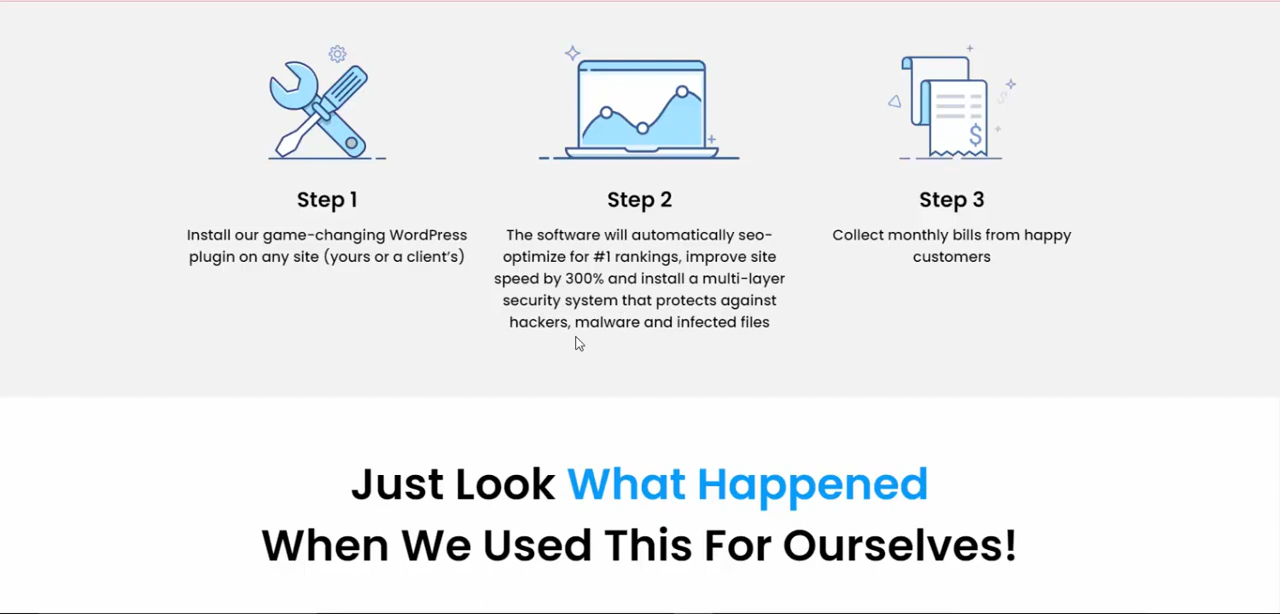 Step 1
Install our game-changing WordPress
plugin on any site (yours or a client's)
Step 2
The software will automatically seo-
optimize for #1 rankings, improve site
speed by 300% and install a multi-layer
security system that protects against
hackers, malware and infected files
$
Step 3
Collect monthly bills from happy
customers
Just Look What Happened
When We Used This For Ourselves!